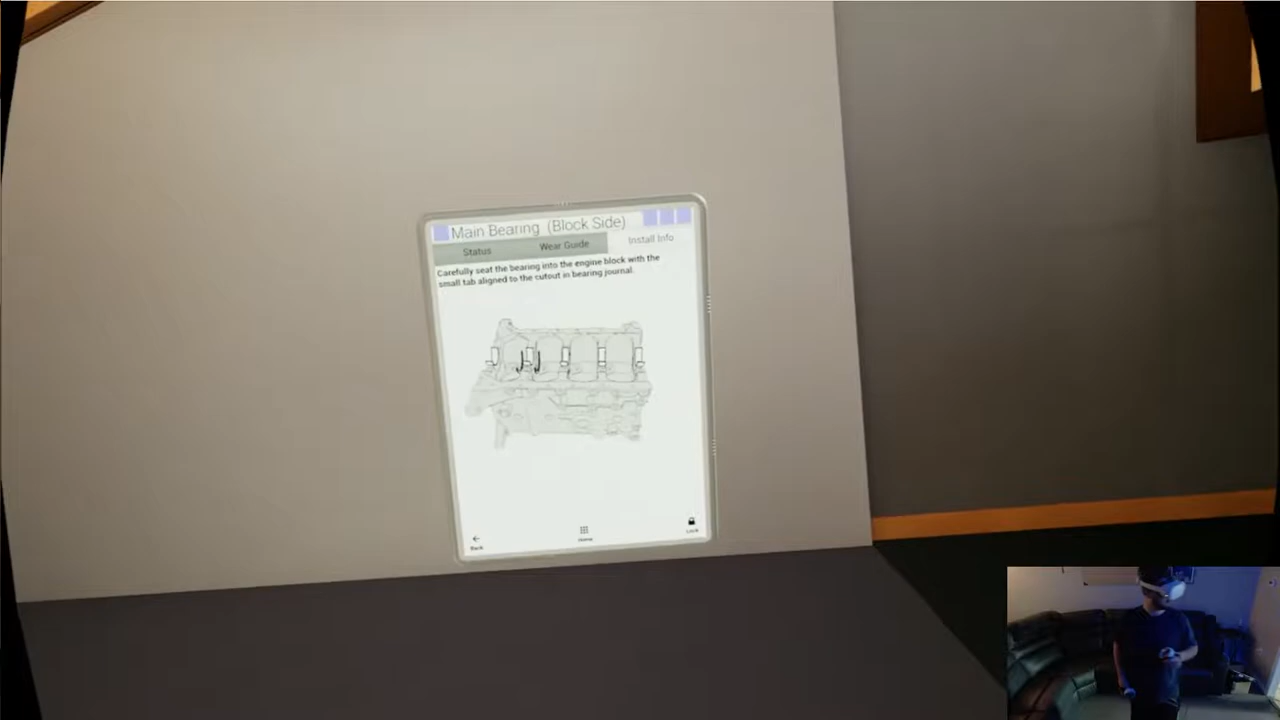 Main Bearing (Block Side)
Status
Wear Guide
Install Info
Carefully seat the bearing into the engine block with the
small tab aligned to the cutout in bearing journal.
Back
Home
Lock